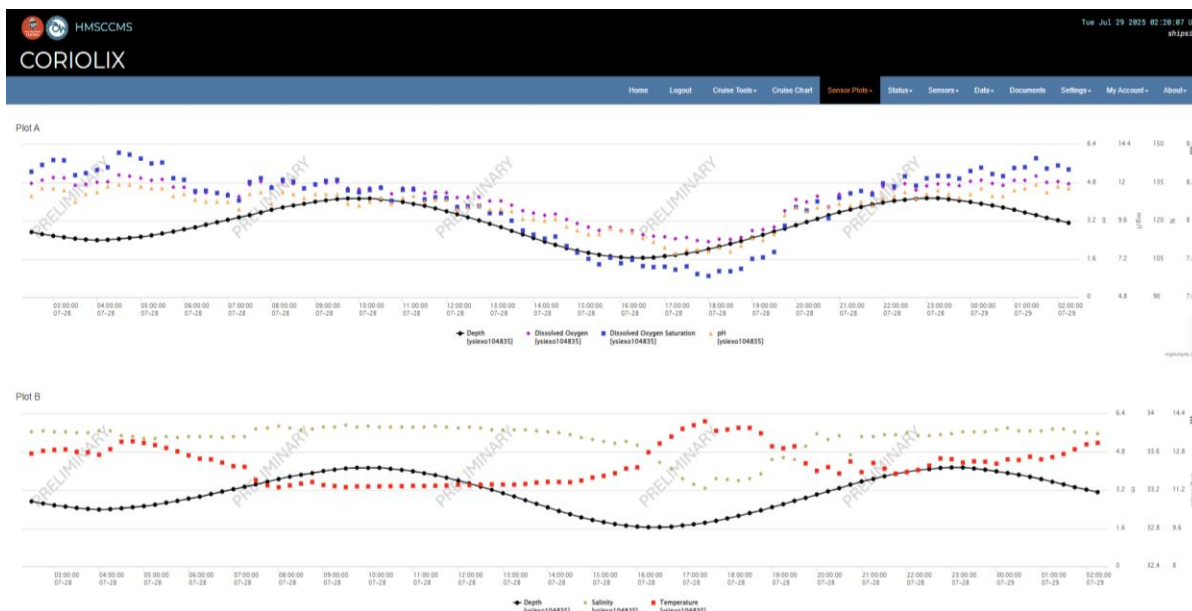 HMSCCMS
Tue Jul 29 2025 02:20:07 U
CORIOLIX
Home Logout Cruise Tools Cruise Chart Sensor Plots Status Sensors Data Documents Settings My Account About
Plot A
PRELIMINARY PRELIMINARY PRELIMINARY PRELIMINARY PRELIMINARY
6.4 14.4 150
4.8 12 135
3.2 9.6 120
1.6 7.2 105
0 4.8 90
m mg/l %
03:00:00 04:00:00 05:00:00 06:00:00 07:00:00 08:00:00 09:00:00 10:00:00 11:00:00 12:00:00 13:00:00 14:00:00 15:00:00 16:00:00 17:00:00 18:00:00 19:00:00 20:00:00 21:00:00 22:00:00 23:00:00 00:00:00 01:00:00 02:00:00
07-28 07-28 07-28 07-28 07-28 07-28 07-28 07-28 07-28 07-28 07-28 07-28 07-28 07-28 07-28 07-28 07-28 07-28 07-28 07-28 07-28 07-29 07-29 07-29
Depth Dissolved Oxygen Dissolved Oxygen Saturation pH
[ysiexo104835] [ysiexo104835] [ysiexo104835] [ysiexo104835]
Plot B
PRELIMINARY PRELIMINARY PRELIMINARY PRELIMINARY PRELIMINARY
6.4 34 14.4
4.8 33.6 12.8
3.2 33.2 11.2
1.6 32.8 9.6
0 32.4 8
m
03:00:00 04:00:00 05:00:00 06:00:00 07:00:00 08:00:00 09:00:00 10:00:00 11:00:00 12:00:00 13:00:00 14:00:00 15:00:00 16:00:00 17:00:00 18:00:00 19:00:00 20:00:00 21:00:00 22:00:00 23:00:00 00:00:00 01:00:00 02:00:00
07-28 07-28 07-28 07-28 07-28 07-28 07-28 07-28 07-28 07-28 07-28 07-28 07-28 07-28 07-28 07-28 07-28 07-28 07-28 07-28 07-28 07-29 07-29 07-29
Depth Salinity Temperature
[ysiexo104835] [ysiexo104835] [ysiexo104835]